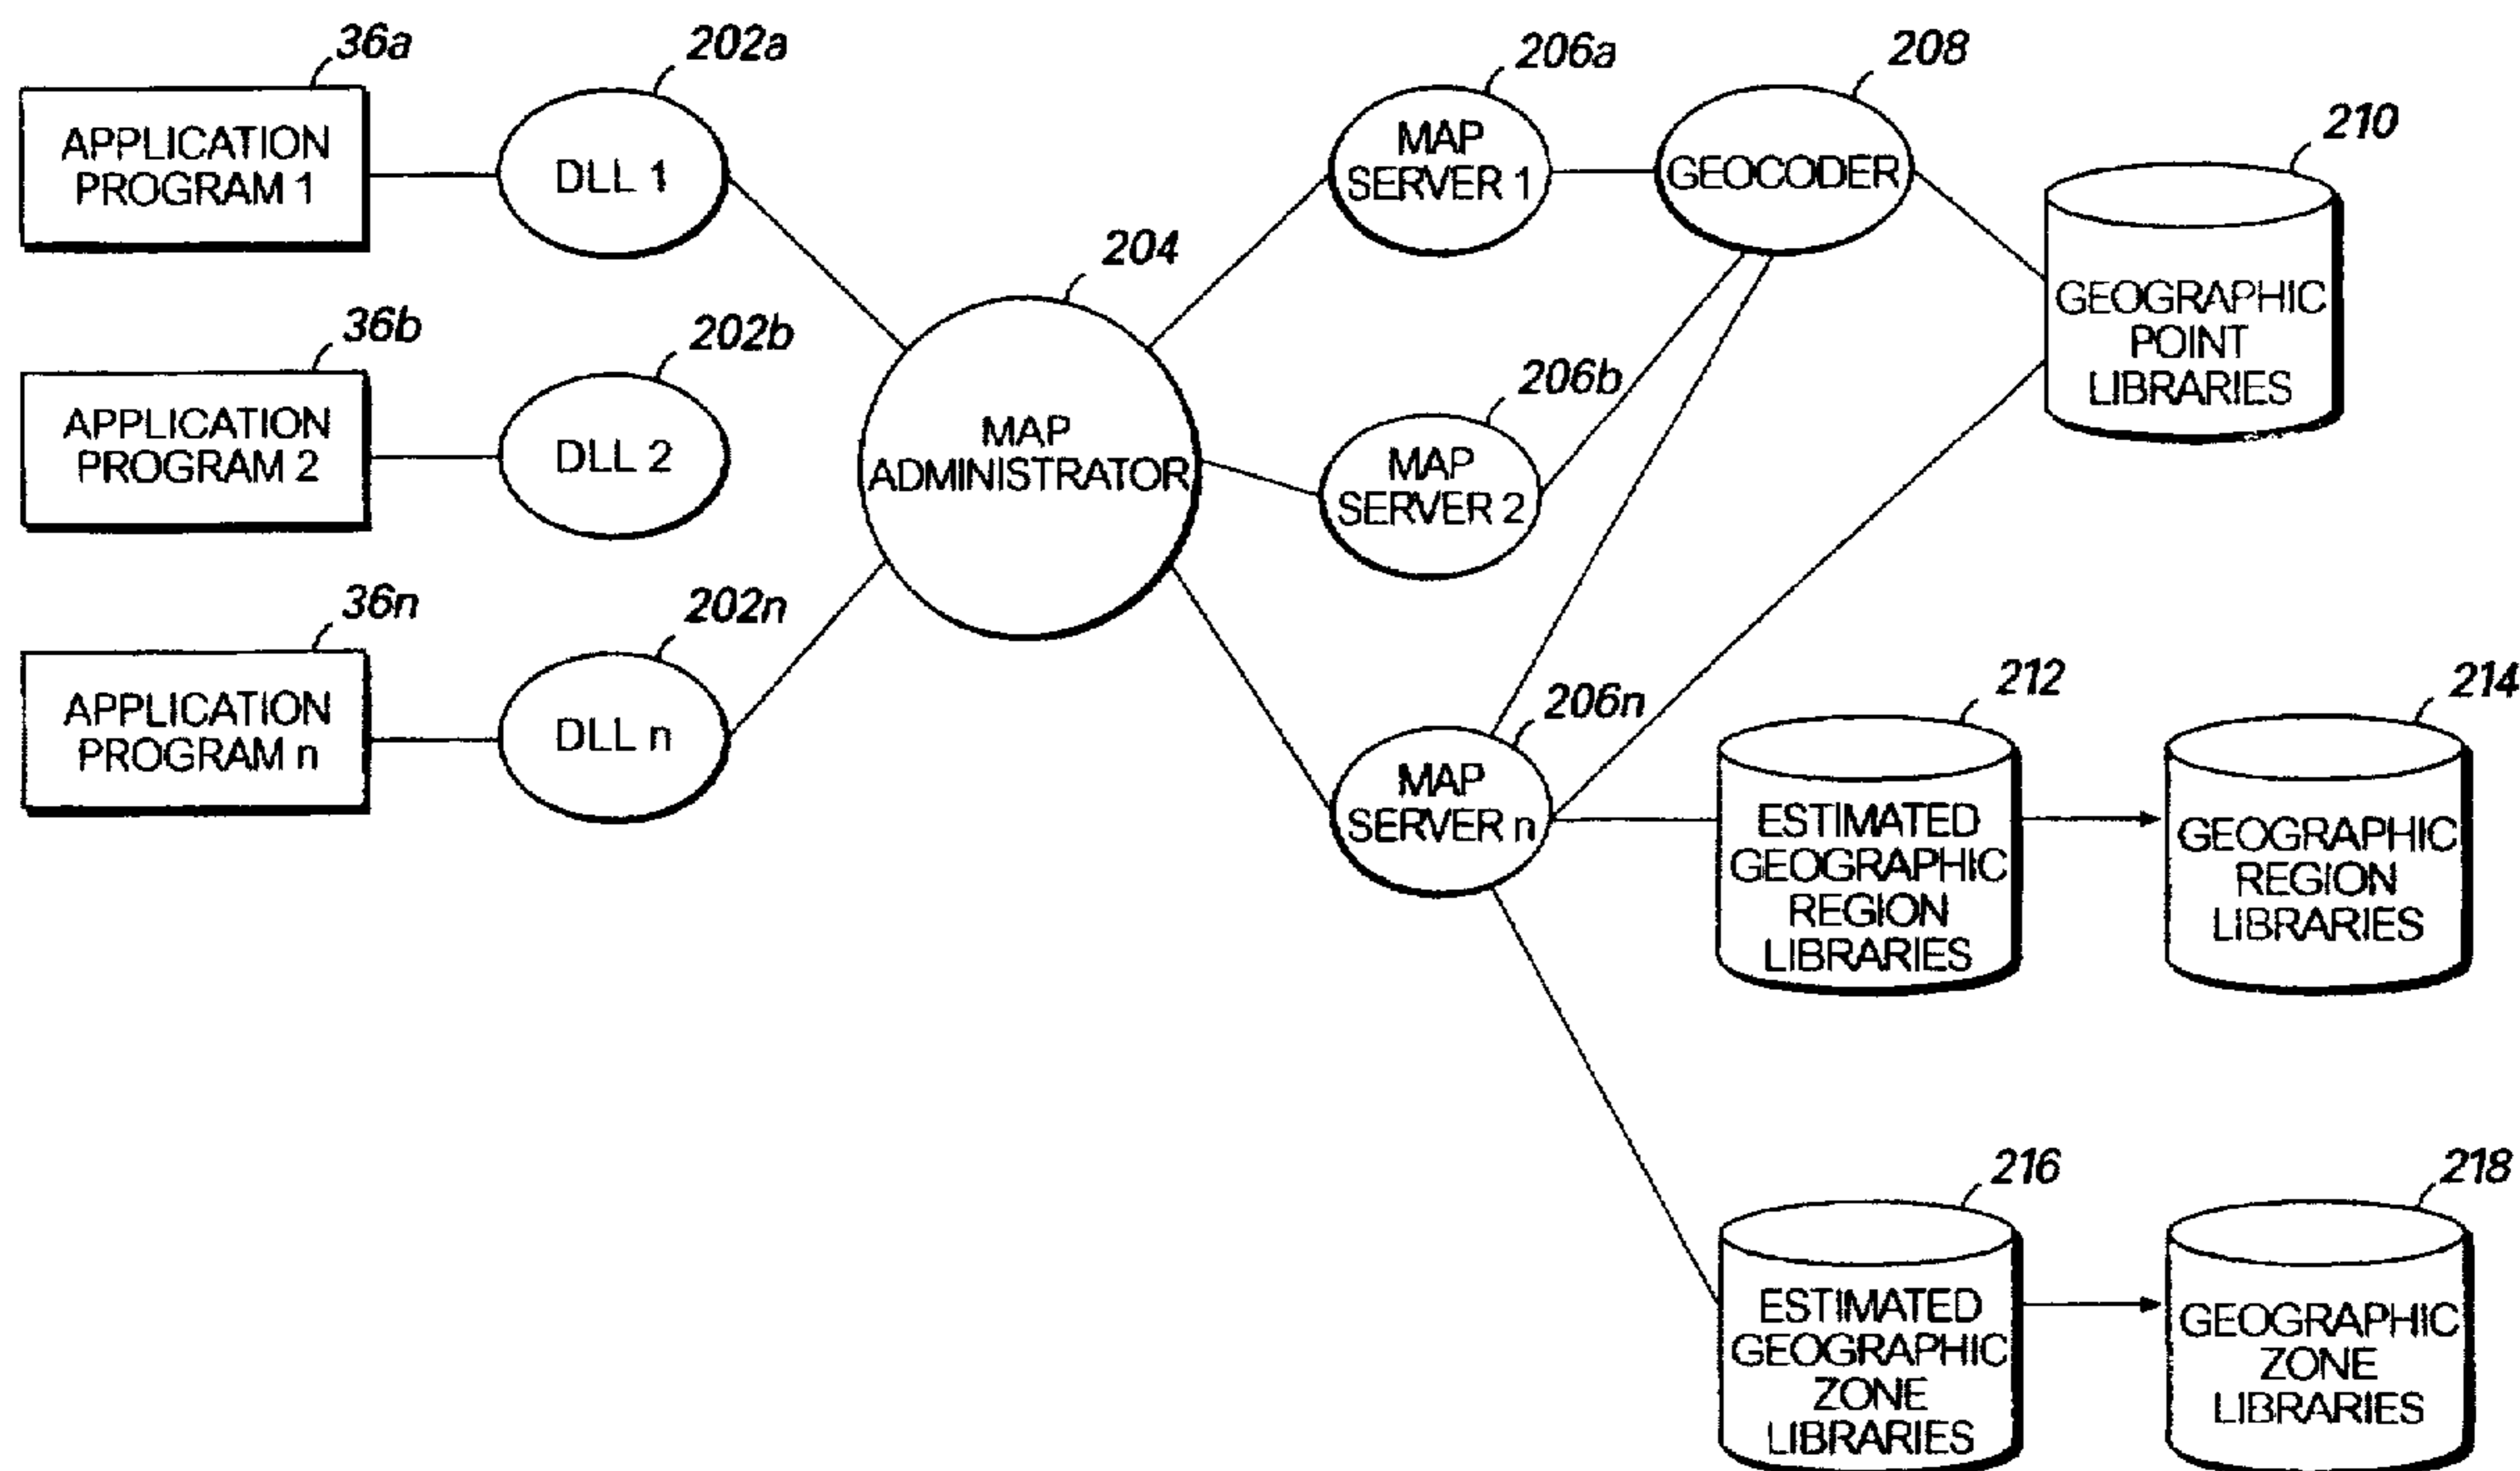 36a
202a
206a
208
210
APPLICATION
PROGRAM 1
DLL 1
MAP
SERVER 1
GEOCODER
GEOGRAPHIC
POINT
LIBRARIES
36b
202b
204
206b
APPLICATION
PROGRAM 2
DLL 2
MAP
ADMINISTRATOR
MAP
SERVER 2
36n
202n
206n
212
214
APPLICATION
PROGRAM n
DLL n
MAP
SERVER n
ESTIMATED
GEOGRAPHIC
REGION
LIBRARIES
GEOGRAPHIC
REGION
LIBRARIES
216
218
ESTIMATED
GEOGRAPHIC
ZONE
LIBRARIES
GEOGRAPHIC
ZONE
LIBRARIES